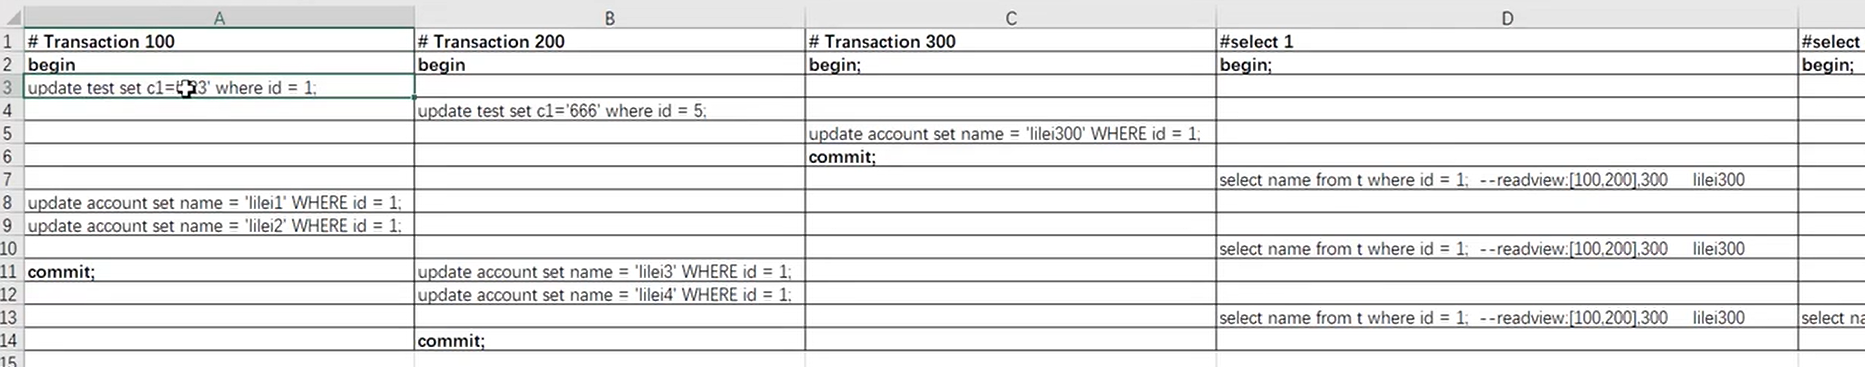 A B C D
1 # Transaction 100 # Transaction 200 # Transaction 300 #select 1 #select
2 begin begin begin; begin; begin;
3 update test set where id = 1;
4 update test set c1='666' where id = 5;
5 update account set name = 'lilei300' WHERE id = 1;
6 commit;
7 select name from t where id = 1; --readview:[100,200],300 lilei300
8 update account set name = 'lilei1' WHERE id = 1;
9 update account set name = 'lilei2' WHERE id = 1;
10 select name from t where id = 1; --readview:[100,200],300 lilei300
11 commit; update account set name = 'lilei3' WHERE id = 1;
12 update account set name = 'lilei4' WHERE id = 1;
13 select name from t where id = 1; --readview:[100,200],300 lilei300 select
14 commit;
15